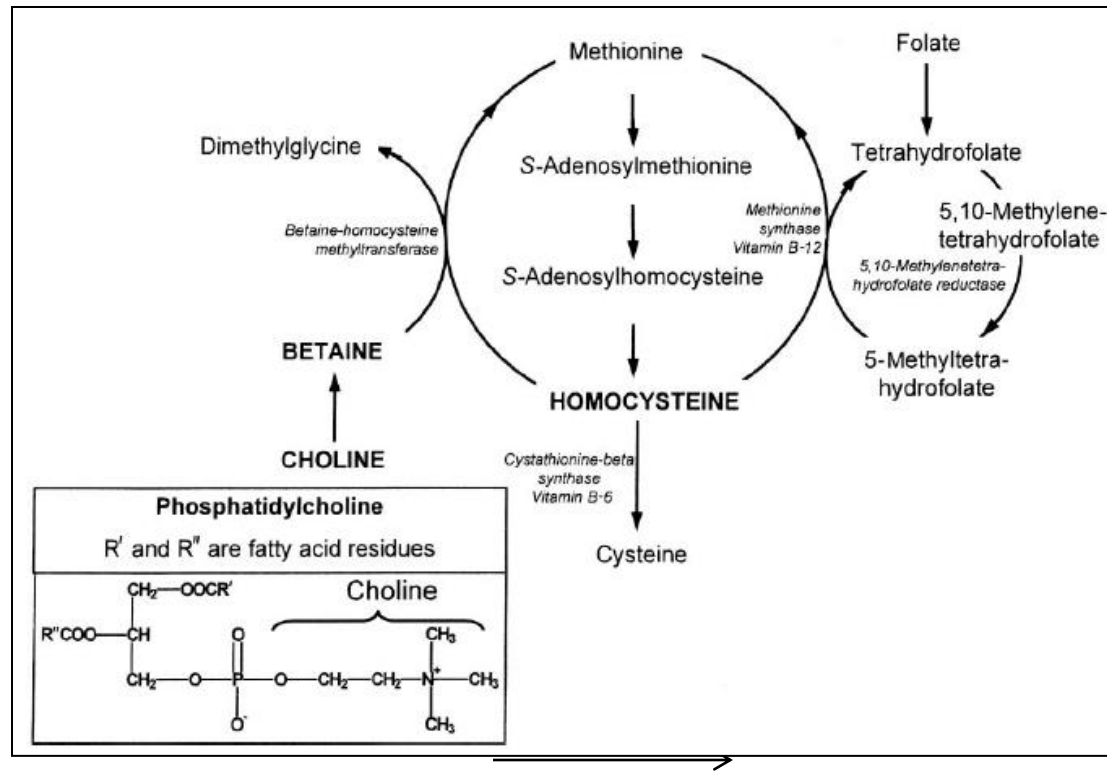 Methionine
Folate
Dimethylglycine
S-Adenosylmethionine
Tetrahydrofolate
Betaine-homocysteine
methyltransferase
Methionine
synthase
Vitamin B-12
5,10-Methylene-
tetrahydrofolate
S-Adenosylhomocysteine
5,10-Methylenetetra-
hydrofolate reductase
BETAINE
5-Methyltetra-
hydrofolate
HOMOCYSTEINE
CHOLINE
Cystathionine-beta
synthase
Vitamin B-6
Cysteine
Phosphatidylcholine
R' and R" are fatty acid residues
CH₂—OOCR'
Choline
R"COO—CH
O
CH₃
CH₂—O—P—O—CH₂—CH₂—N⁺—CH₃
O⁻
CH₃